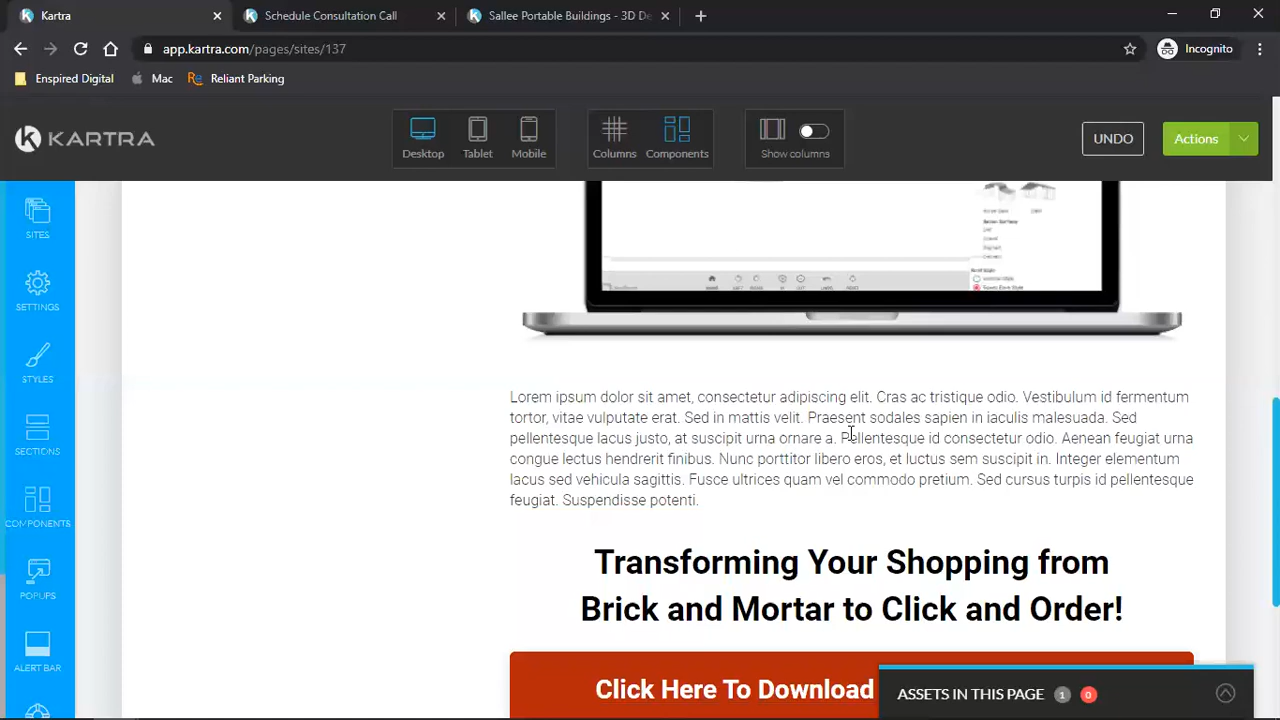 Kartra
Schedule Consultation Call
Sallee Portable Buildings - 3D De
app.kartra.com/pages/sites/137
Incognito
Enspired Digital
Mac
Reliant Parking
KARTRA
Desktop
Tablet
Mobile
Columns
Components
Show columns
UNDO
Actions
SITES
SETTINGS
STYLES
SECTIONS
COMPONENTS
POPUPS
ALERT BAR
Lorem ipsum dolor sit amet, consectetur adipiscing elit. Cras ac tristique odio. Vestibulum id fermentum
tortor, vitae vulputate erat. Sed in mattis velit. Praesent sodales sapien in iaculis malesuada. Sed
pellentesque lacus justo, at suscipit urna ornare a. Pellentesque id consectetur odio. Aenean feugiat urna
congue lectus hendrerit finibus. Nunc porttitor libero eros, et luctus sem suscipit in. Integer elementum
lacus sed vehicula sagittis. Fusce ultrices quam vel commodo pretium. Sed cursus turpis id pellentesque
feugiat. Suspendisse potenti.
Transforming Your Shopping from
Brick and Mortar to Click and Order!
Click Here To Download
ASSETS IN THIS PAGE 1 0